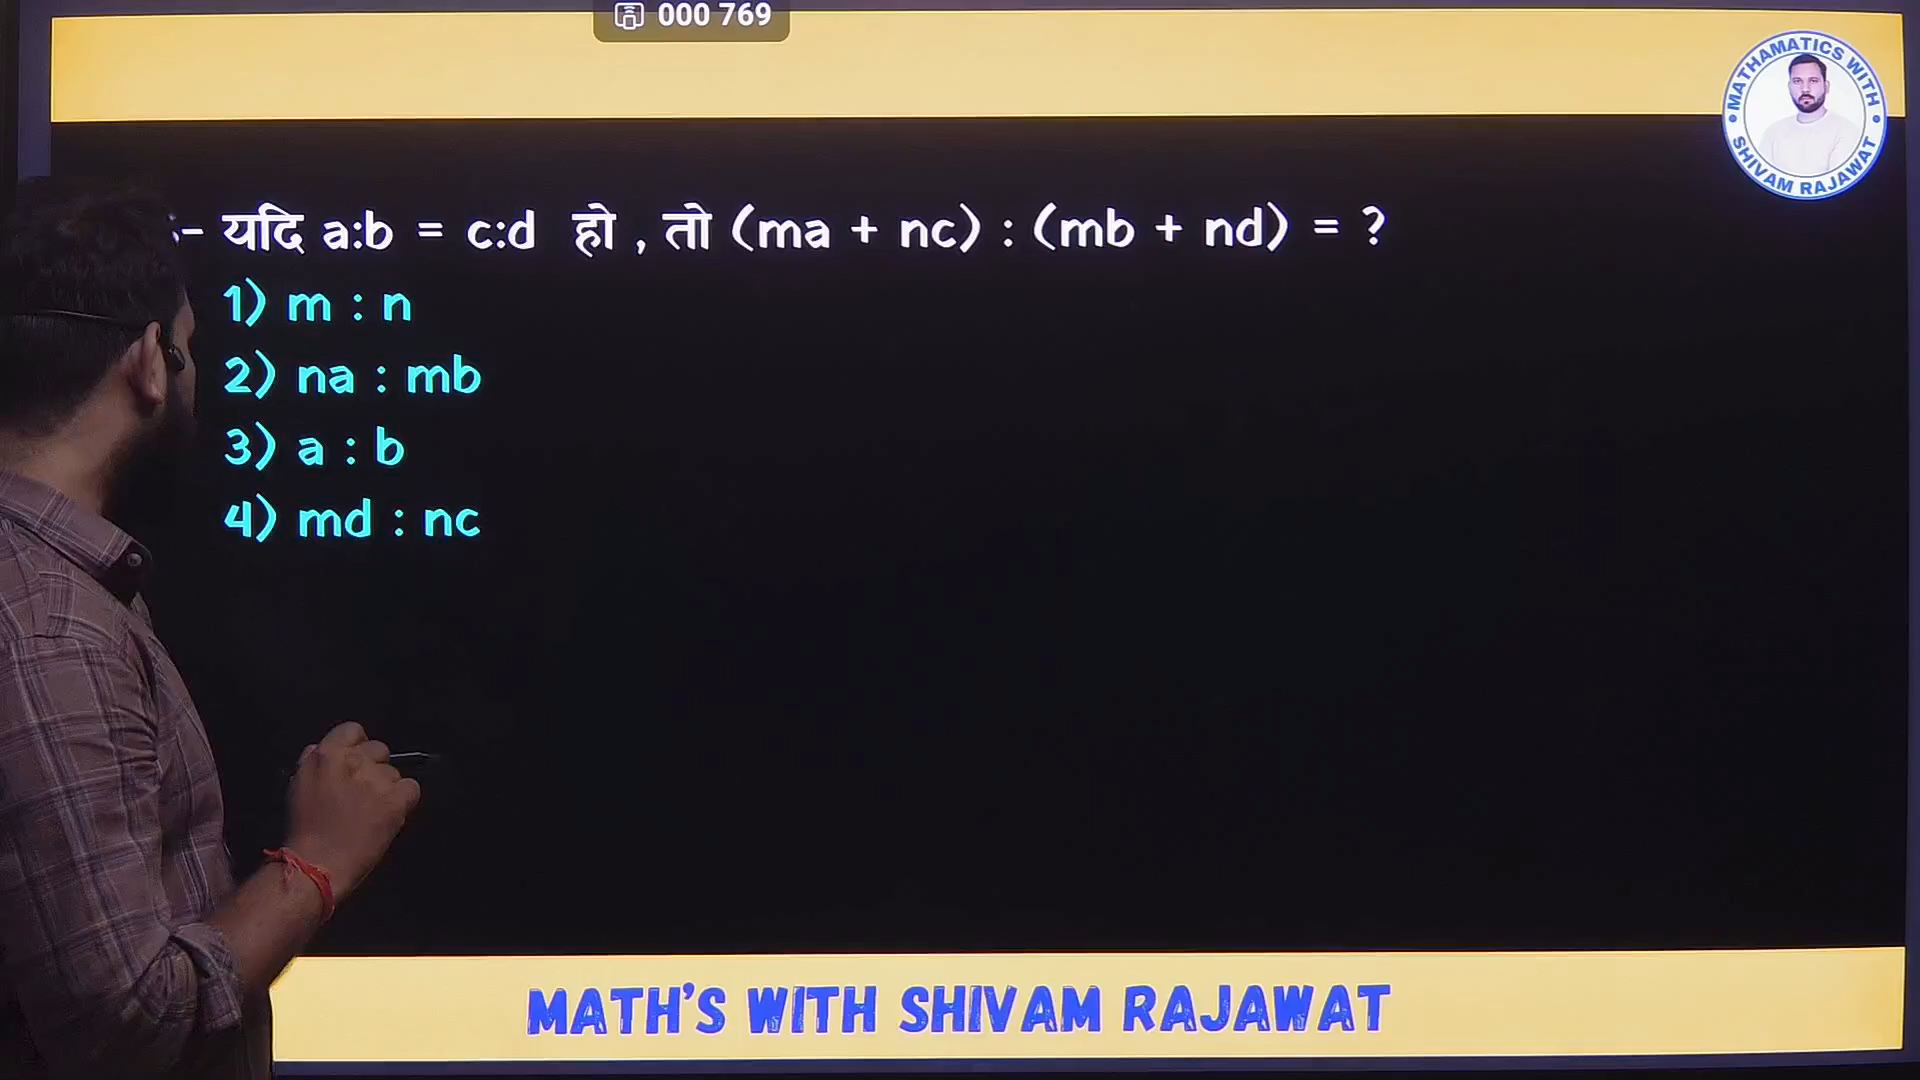 000 769
MATHAMATICS WITH
SHIVAM RAJAWAT
- यदि a:b = c:d हो , तो (ma + nc) : (mb + nd) = ?
1) m : n
2) na : mb
3) a : b
4) md : nc
MATH'S WITH SHIVAM RAJAWAT